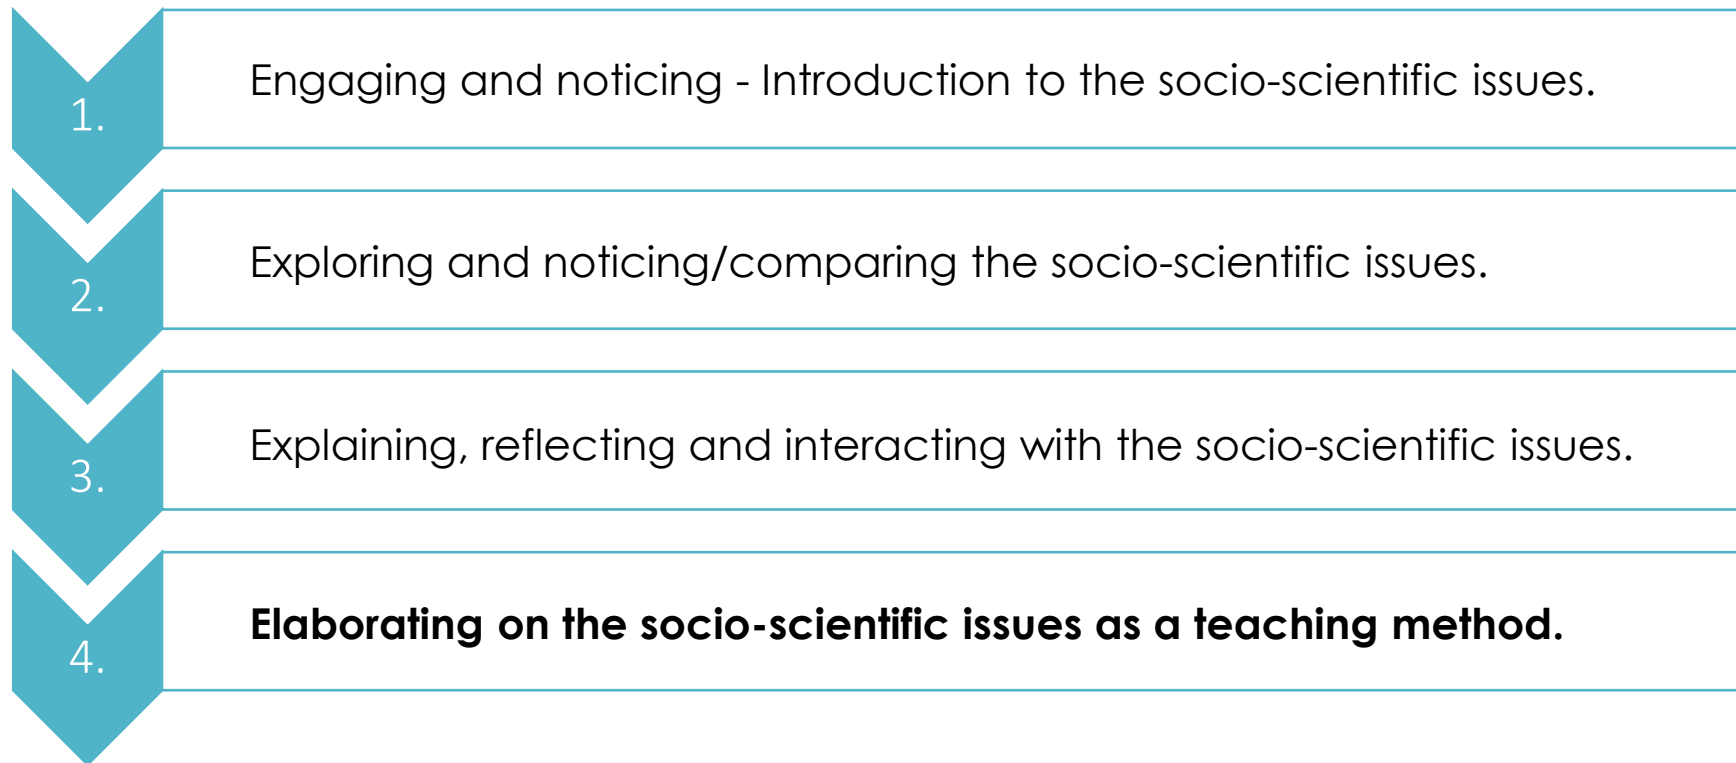 1.
Engaging and noticing - Introduction to the socio-scientific issues.
2.
Exploring and noticing/comparing the socio-scientific issues.
3.
Explaining, reflecting and interacting with the socio-scientific issues.
4.
Elaborating on the socio-scientific issues as a teaching method.